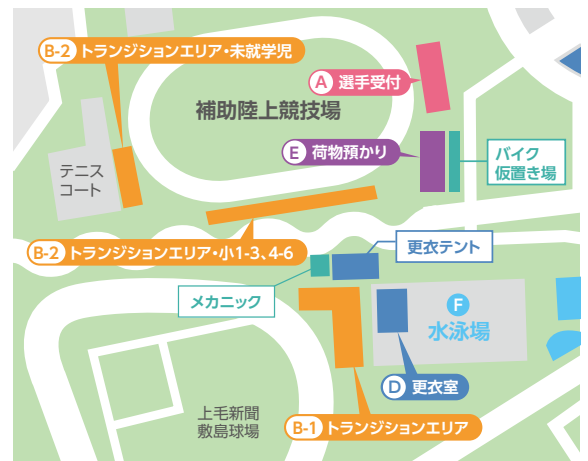 B-2 トランジションエリア・未就学児
A 選手受付
補助陸上競技場
E 荷物預かり
バイク
仮置き場
テニス
コート
B-2 トランジションエリア・小1-3、4-6
更衣テント
メカニック
F
水泳場
D 更衣室
上毛新聞
敷島球場
B-1 トランジションエリア